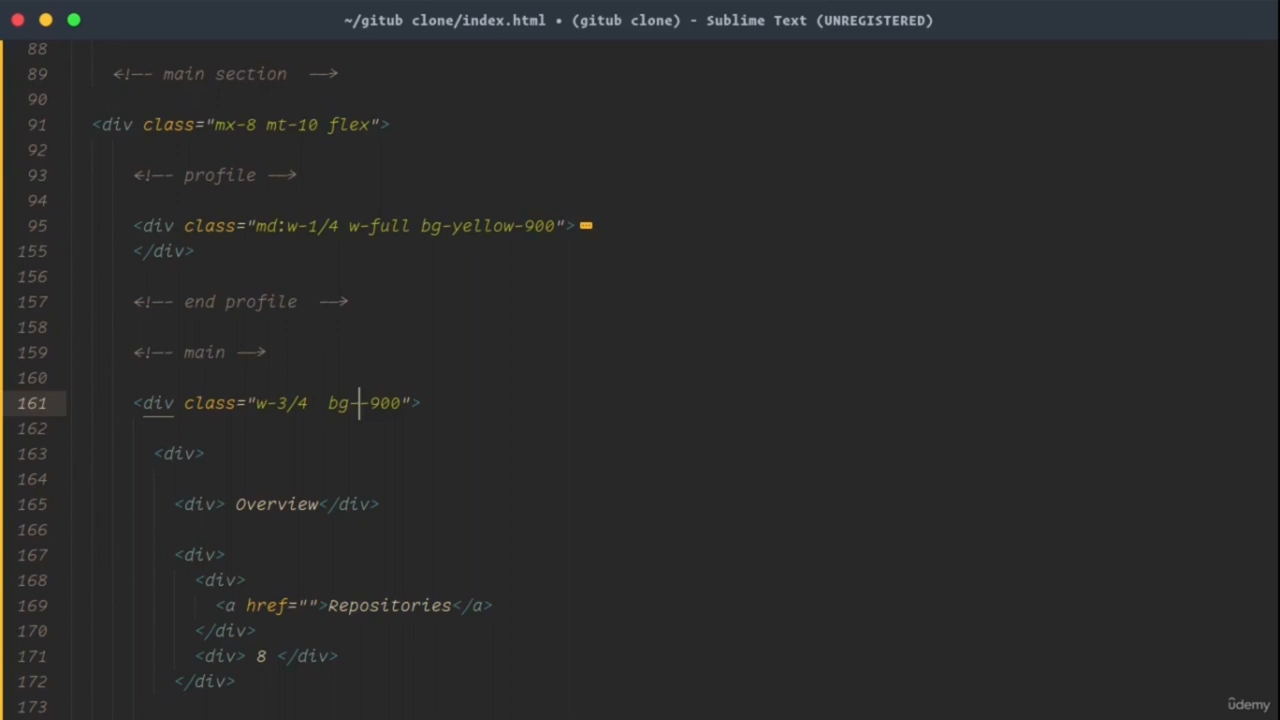 ~/gitub clone/index.html • (gitub clone) - Sublime Text (UNREGISTERED)
88
89 <!-- main section -->
90
91 <div class="mx-8 mt-10 flex">
92
93 <!-- profile -->
94
95 <div class="md:w-1/4 w-full bg-yellow-900">
155 </div>
156
157 <!-- end profile -->
158
159 <!-- main -->
160
161 <div class="w-3/4  bg--900">
162
163 <div>
164
165 <div> Overview</div>
166
167 <div>
168 <div>
169 <a href="">Repositories</a>
170 </div>
171 <div> 8 </div>
172 </div>
173
ûdemy